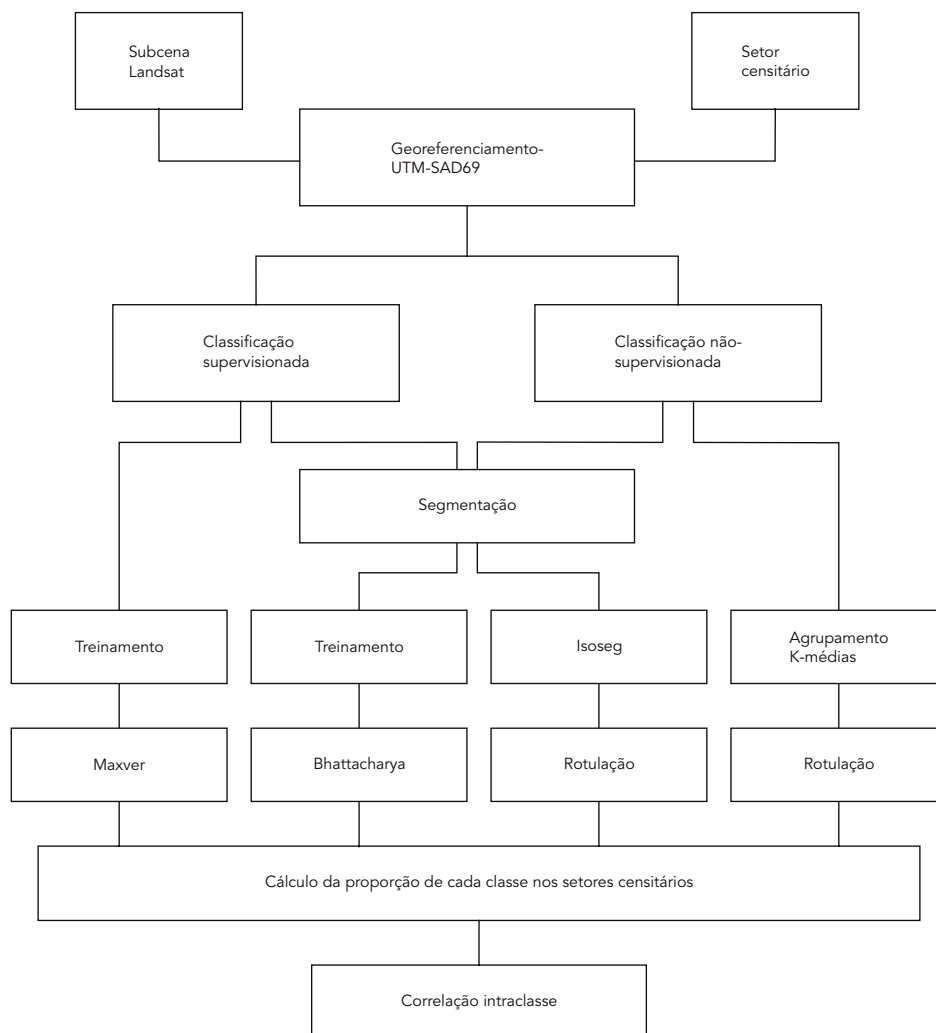 Subcena
Landsat
Setor
censitário
Georeferenciamento-
UTM-SAD69
Classificação
supervisionada
Classificação não-
supervisionada
Segmentação
Treinamento
Treinamento
Isoseg
Agrupamento
K-médias
Maxver
Bhattacharya
Rotulação
Rotulação
Cálculo da proporção de cada classe nos setores censitários
Correlação intraclasse